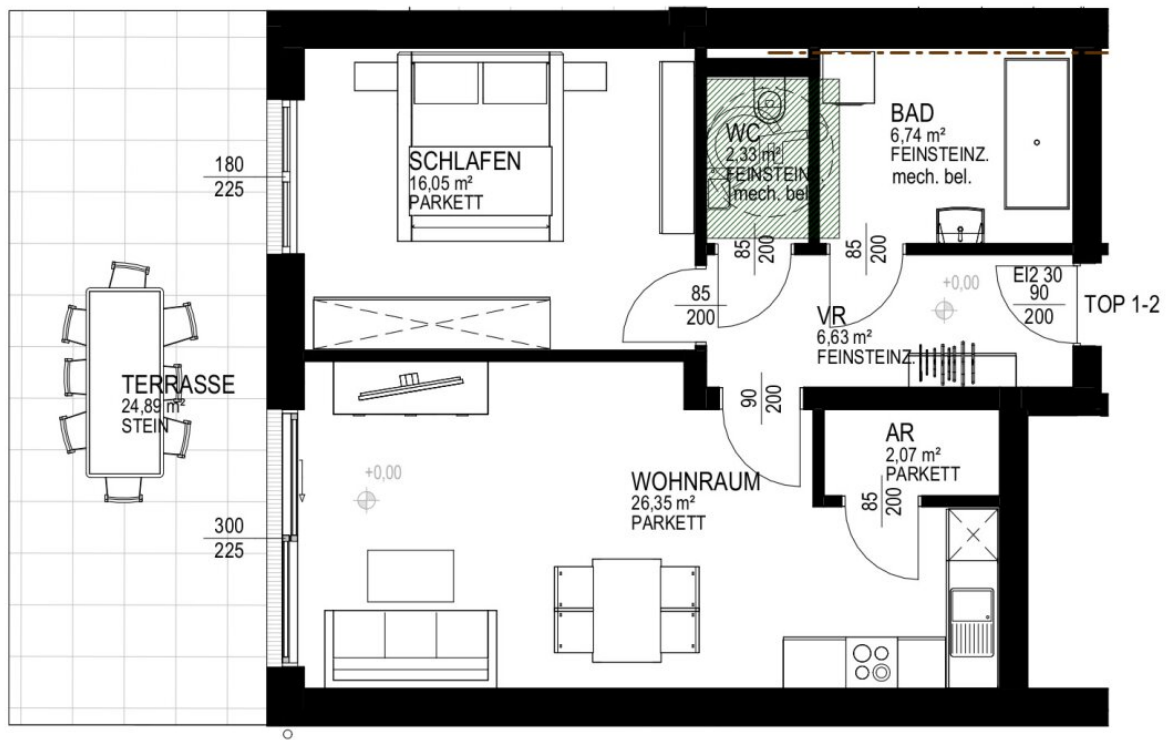 SCHLAFEN
16,05 m²
PARKETT
WC
2,33 m²
FEINSTEIN
mech. bel.
BAD
6,74 m²
FEINSTEINZ.
mech. bel.
180
225
85
200
85
200
85
200
+0,00
EI2 30
90
200
TOP 1-2
VR
6,63 m²
FEINSTEINZ.
TERRASSE
24,89 m²
STEIN
90
200
AR
2,07 m²
PARKETT
+0,00
WOHNRAUM
26,35 m²
PARKETT
85
200
300
225